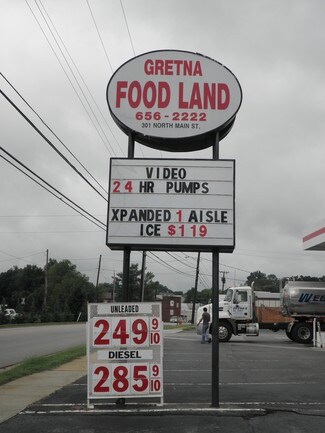 GRETNA
FOOD LAND
656-2222
301 NORTH MAIN ST.
VIDEO
24 HR PUMPS
XPANDED 1 AISLE
ICE $119
UNLEADED
249 9/10
DIESEL
285 9/10
WE